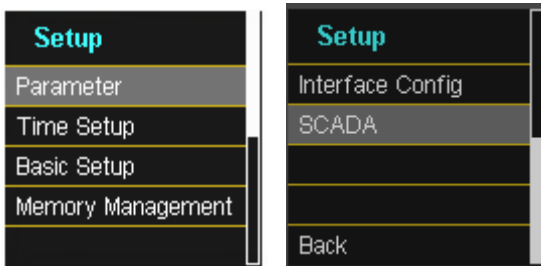 Setup
Parameter
Time Setup
Basic Setup
Memory Management
Setup
Interface Config
SCADA
Back